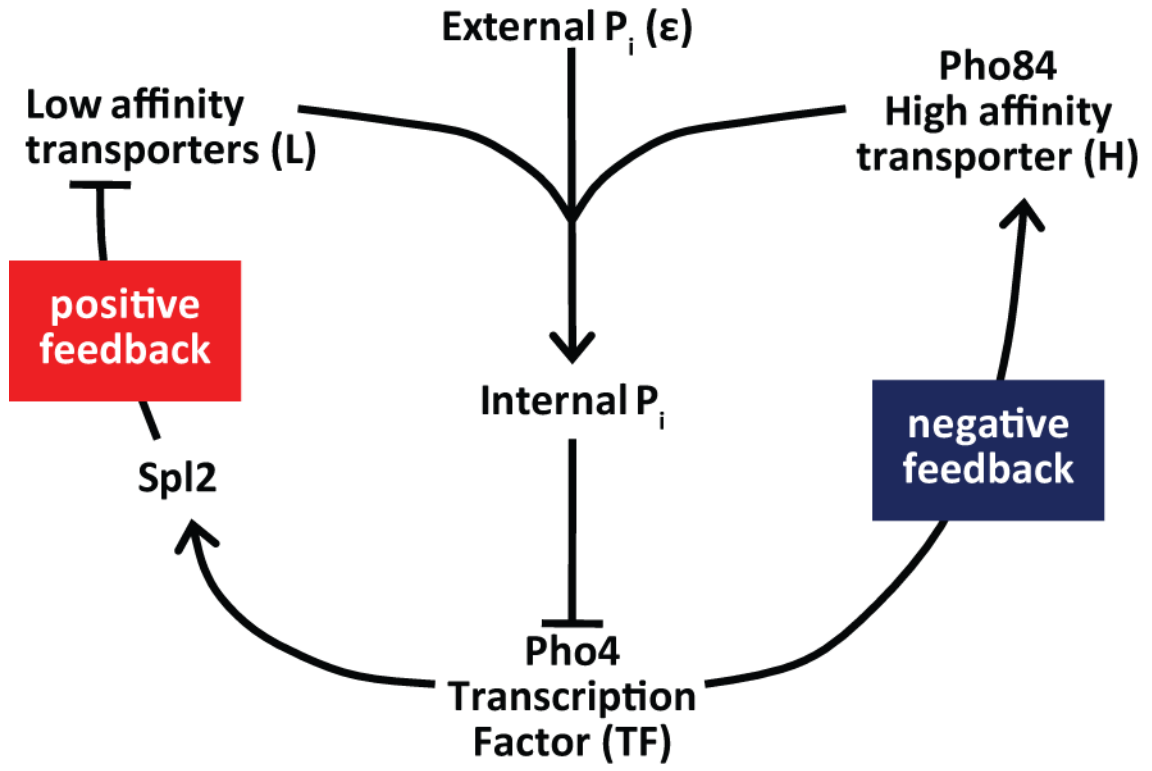 External Pi (ε)
Low affinity
transporters (L)
Pho84
High affinity
transporter (H)
positive
feedback
Internal Pi
negative
feedback
Spl2
Pho4
Transcription
Factor (TF)